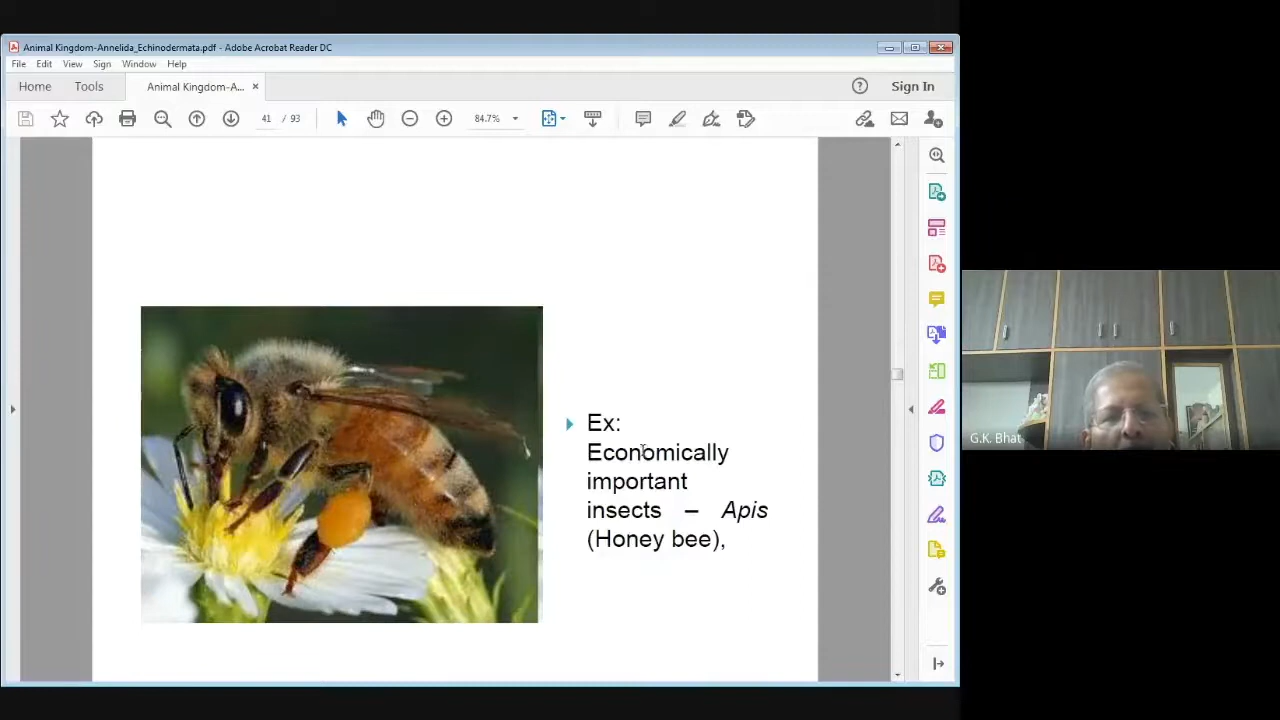 Animal Kingdom-Annelida_Echinodermata.pdf - Adobe Acrobat Reader DC
File Edit View Sign Window Help
Home Tools Animal Kingdom-A... × Sign In
41 / 93 84.7%
Ex:
Economically
important
insects – Apis
(Honey bee),
G.K. Bhat